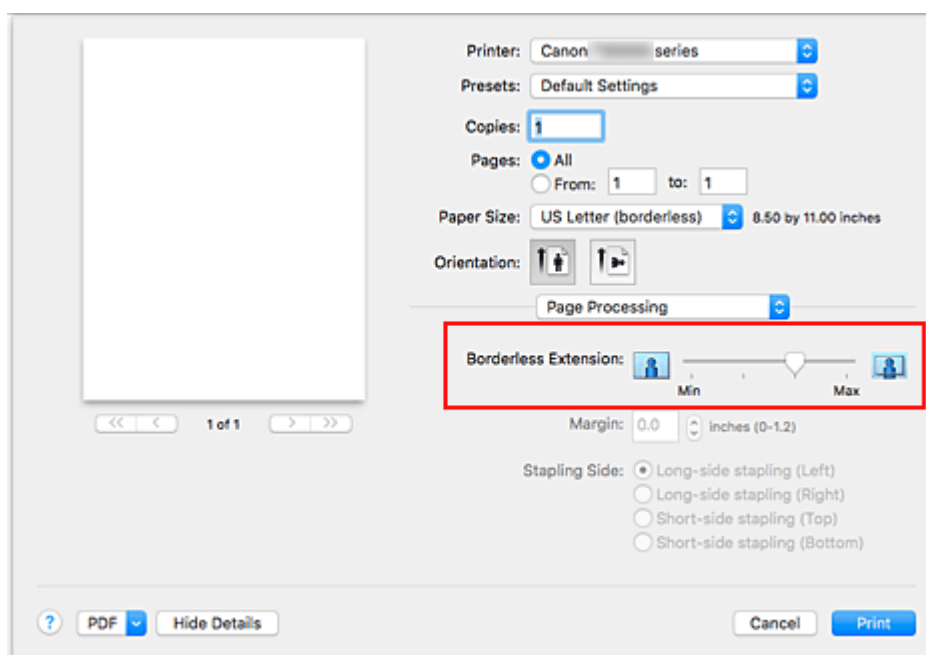 Printer: Canon series
Presets: Default Settings
Copies: 1
Pages: All
From: 1 to: 1
Paper Size: US Letter (borderless) 8.50 by 11.00 inches
Orientation:
Page Processing
Borderless Extension:
Min Max
<< < 1 of 1 > >>
Margin: 0.0 inches (0-1.2)
Stapling Side: Long-side stapling (Left)
Long-side stapling (Right)
Short-side stapling (Top)
Short-side stapling (Bottom)
? PDF Hide Details Cancel Print